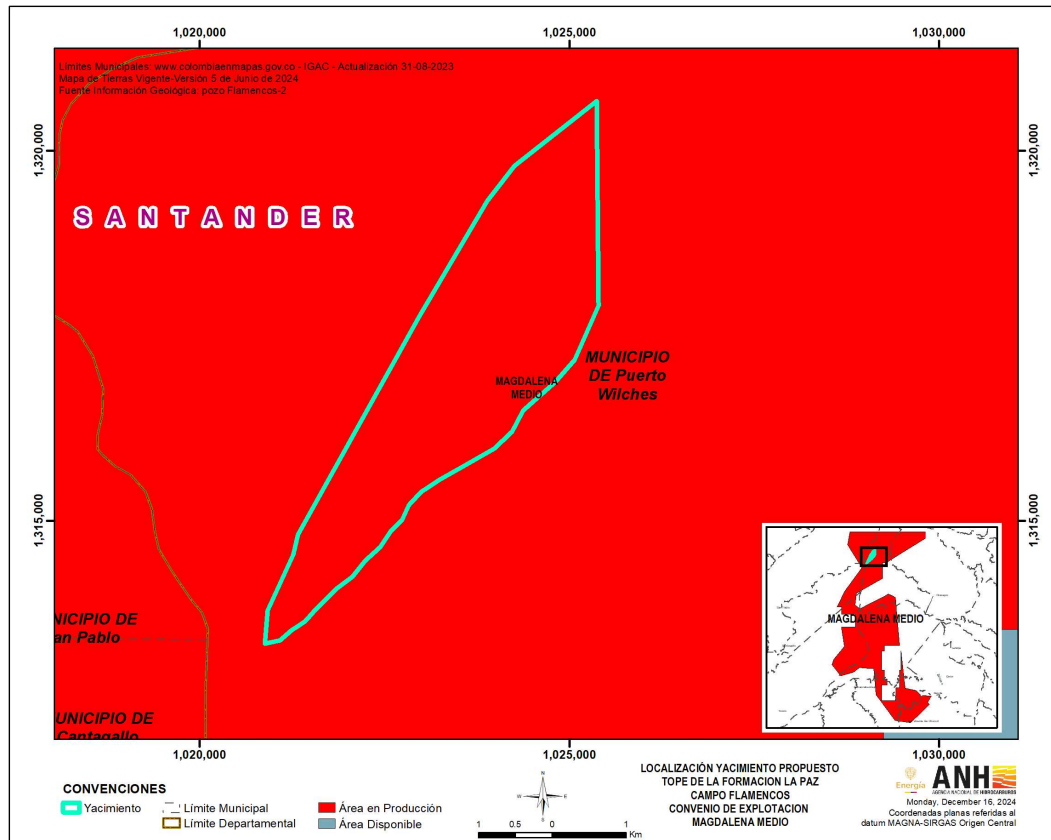 1,020,000
1,025,000
1,030,000
Límites Municipales: www.colombiaenmapas.gov.co - IGAC - Actualización 31-08-2023
Mapa de Tierras Vigente-Versión 5 de Junio de 2024
Fuente Información Geológica: pozo Flamencos-2
1,320,000
1,320,000
SANTANDER
MUNICIPIO
DE Puerto
Wilches
MAGDALENA
MEDIO
1,315,000
1,315,000
MAGDALENA MEDIO
NICIPIO DE
an Pablo
UNICIPIO DE
Cantagallo
1,020,000
1,025,000
1,030,000
CONVENCIONES
Yacimiento
Límite Municipal
Límite Departamental
Área en Producción
Área Disponible
N
W
E
S
1
0.5
0
1
Km
LOCALIZACIÓN YACIMIENTO PROPUESTO
TOPE DE LA FORMACION LA PAZ
CAMPO FLAMENCOS
CONVENIO DE EXPLOTACION
MAGDALENA MEDIO
Energía
ANH
AGENCIA NACIONAL DE HIDROCARBUROS
Monday, December 16, 2024
Coordenadas planas referidas al
datum MAGNA-SIRGAS Origen Central